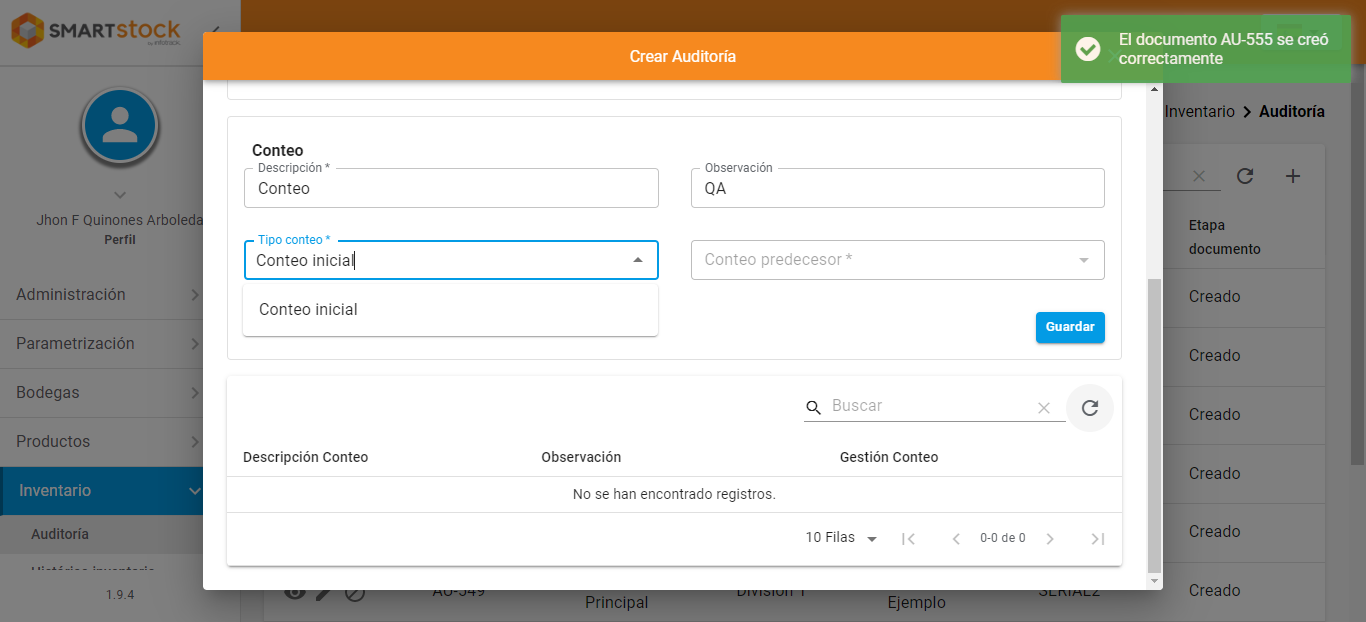 SMARTstock
by infotrack
Crear Auditoría
El documento AU-555 se creó
correctamente
Inventario
Auditoría
Jhon F Quinones Arboleda
Perfil
Administración
Parametrización
Bodegas
Productos
Inventario
Auditoría
Histórico inventario
1.9.4
Conteo
Descripción *
Conteo
Observación
QA
Tipo conteo *
Conteo inicial
Conteo predecesor *
Conteo inicial
Guardar
Buscar
Descripción Conteo
Observación
Gestión Conteo
No se han encontrado registros.
10 Filas
0-0 de 0
Etapa
documento
Creado
Creado
Creado
Creado
Creado
Creado
AU-549
Principal
División 1
Ejemplo
SERIAL2